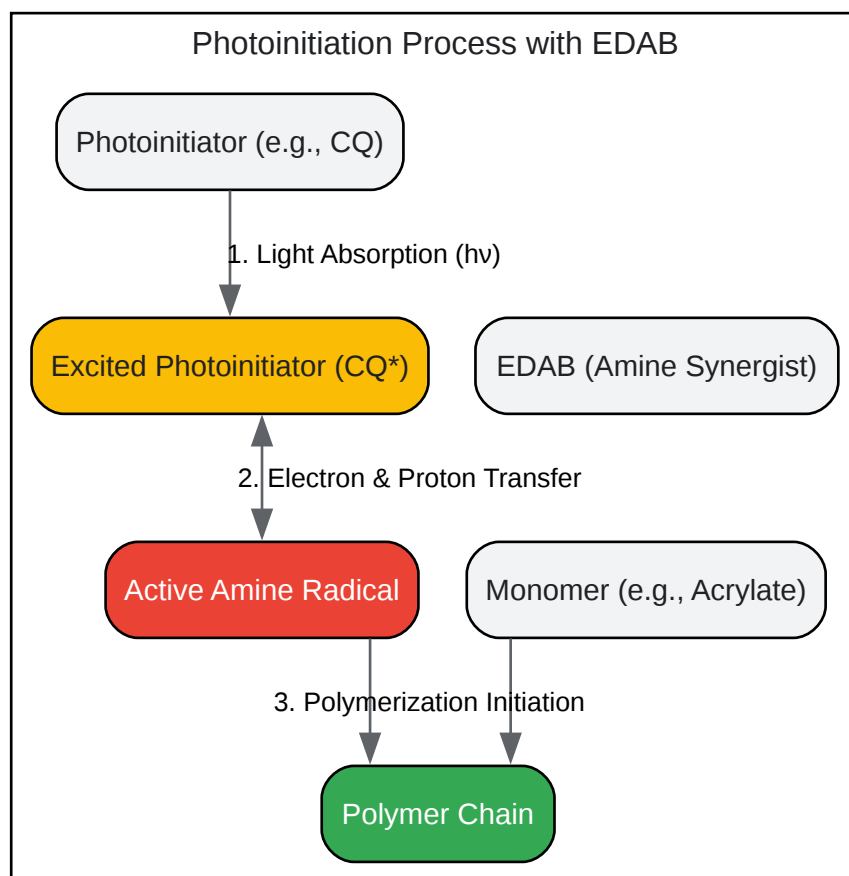 Photoinitiation Process with EDAB
Photoinitiator (e.g., CQ)
1. Light Absorption (hν)
Excited Photoinitiator (CQ*)
EDAB (Amine Synergist)
2. Electron & Proton Transfer
Active Amine Radical
Monomer (e.g., Acrylate)
3. Polymerization Initiation
Polymer Chain